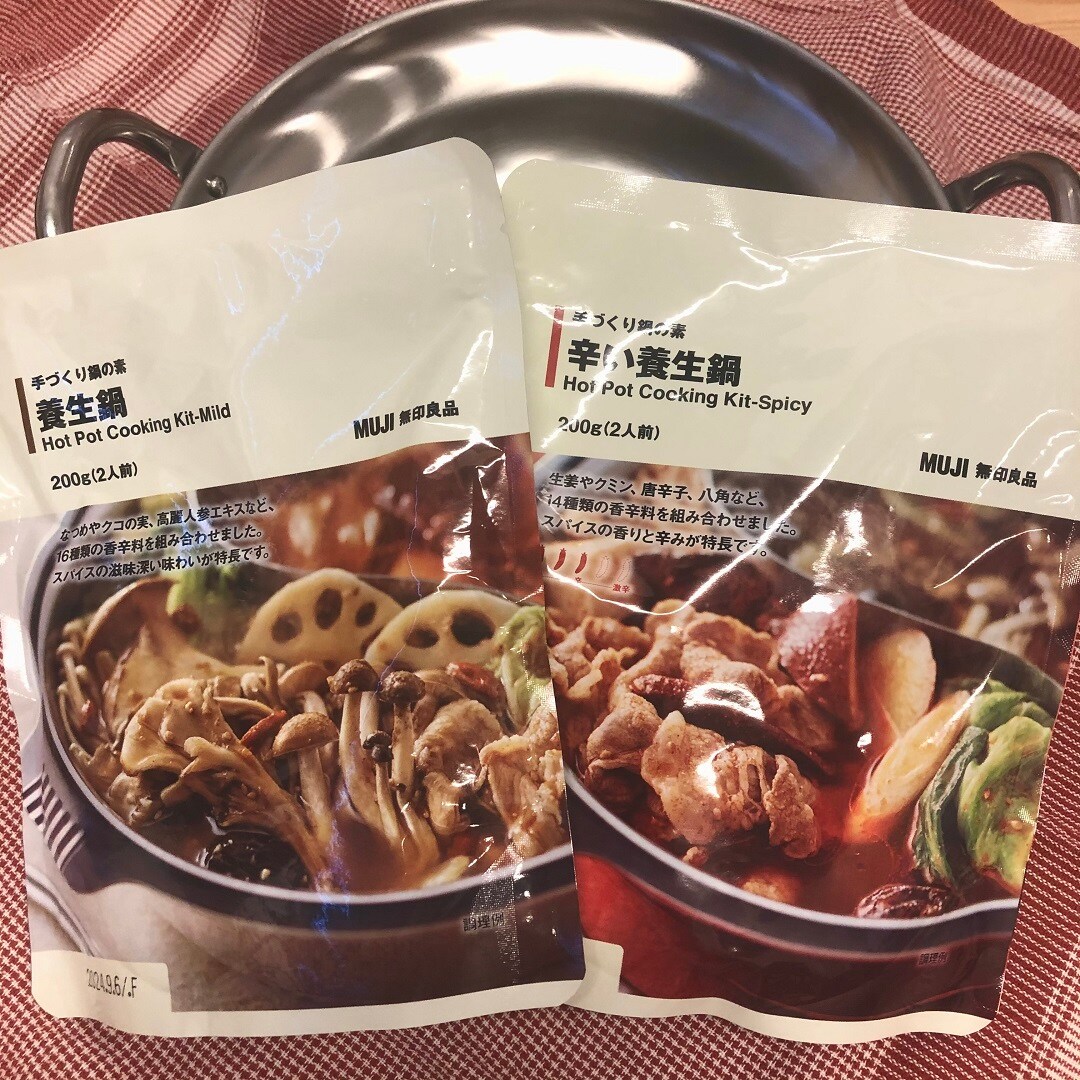 手づくり鍋の素
養生鍋
Hot Pot Cooking Kit-Mild
200g(2人前)
MUJI 無印良品
なつめやクコの実、高麗人参エキスなど、
16種類の香辛料を組み合わせました。
スパイスの滋味深い味わいが特長です。
調理例
2024.9.6/.F
手づくり鍋の素
辛い養生鍋
Hot Pot Cooking Kit-Spicy
200g(2人前)
MUJI 無印良品
生姜やクミン、唐辛子、八角など、
14種類の香辛料を組み合わせました。
スパイスの香りと辛みが特長です。
辛 激辛
調理例